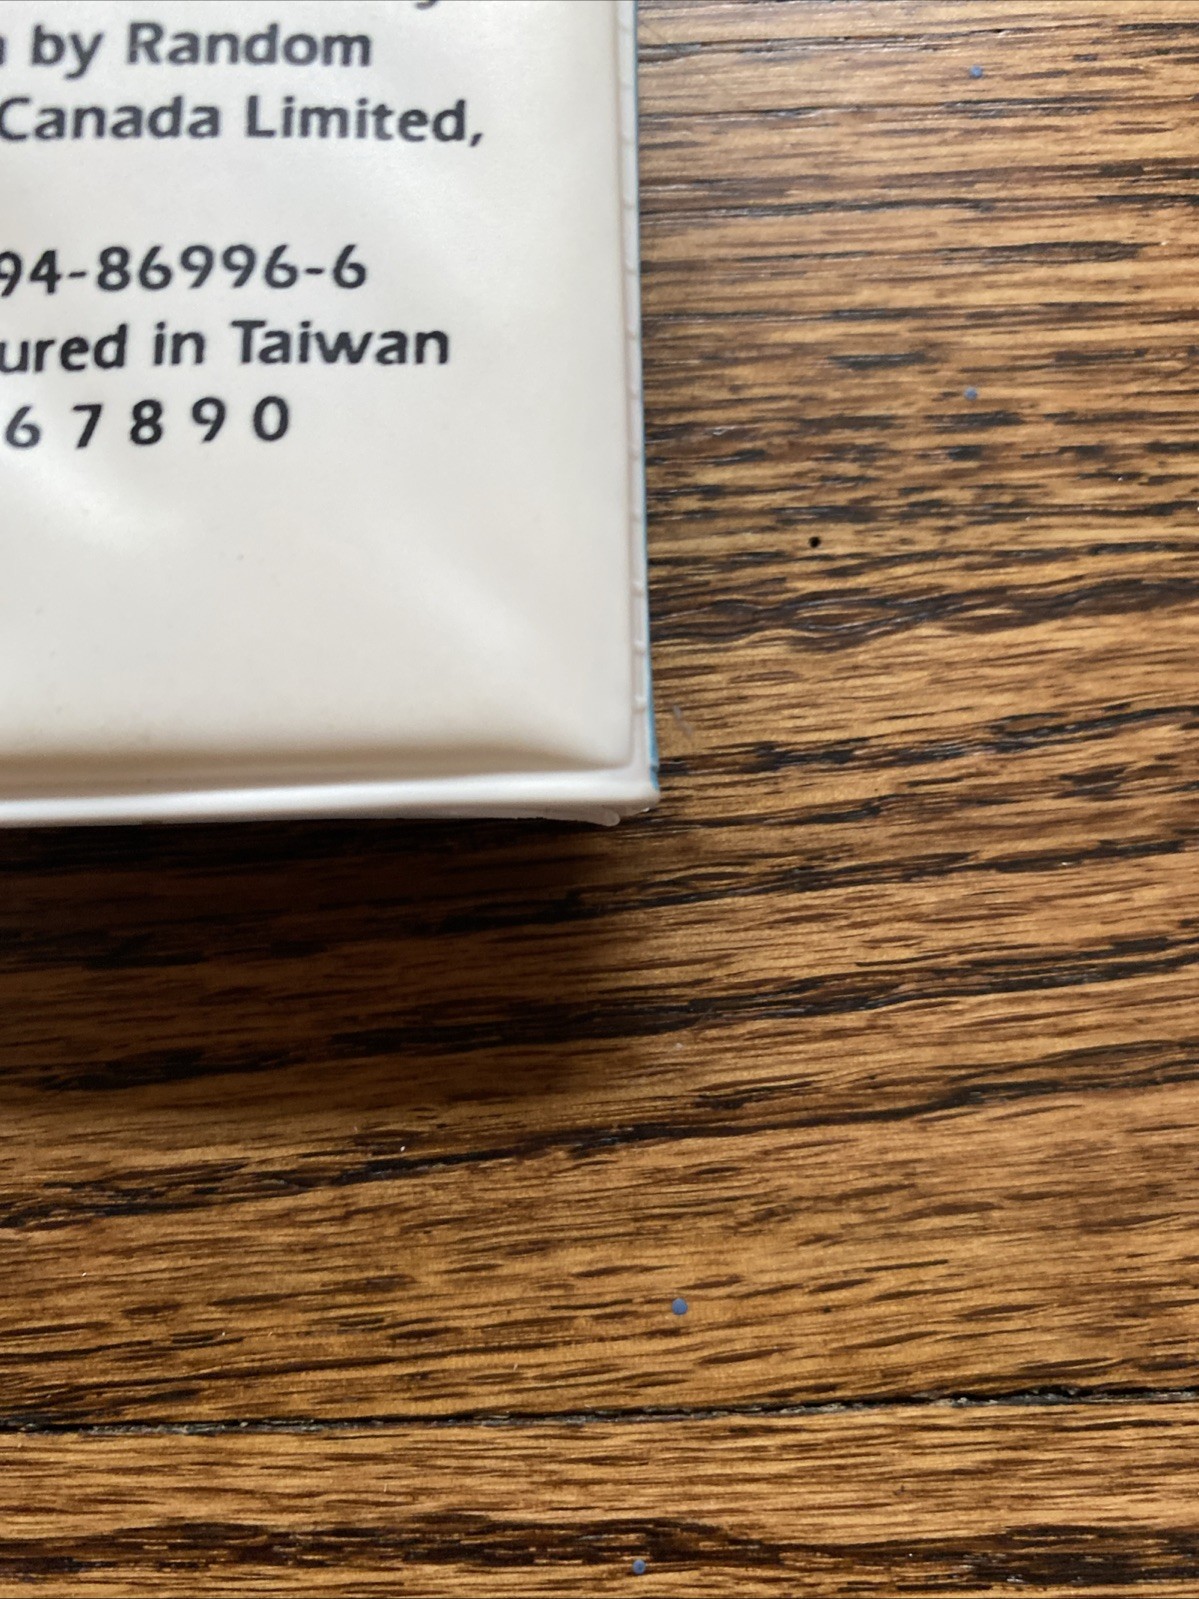 by Random
Canada Limited,
94-86996-6
ured in Taiwan
6 7 8 9 0